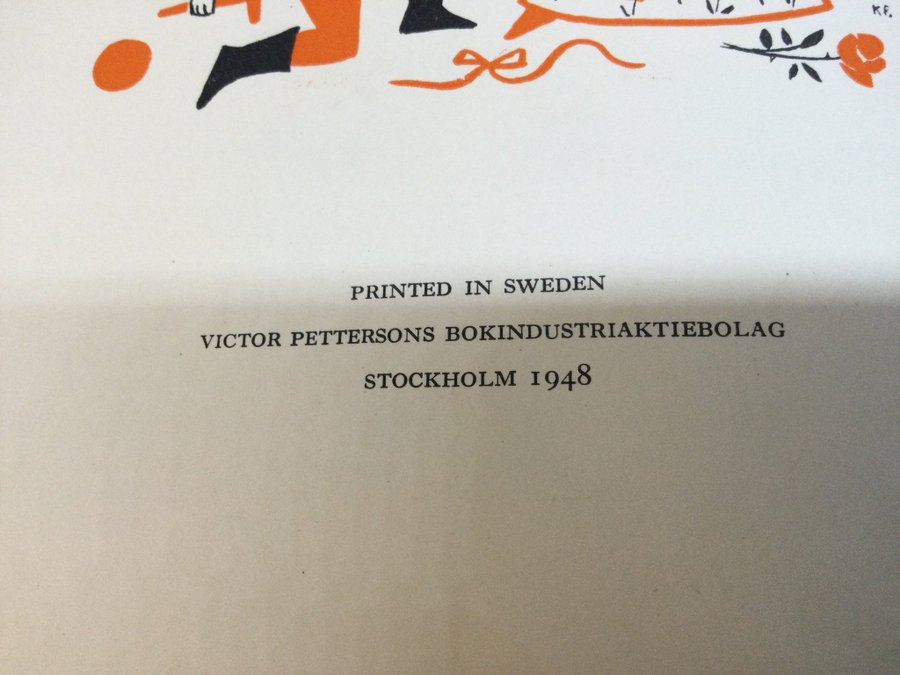 K.F.
PRINTED IN SWEDEN
VICTOR PETTERSONS BOKINDUSTRIAKTIEBOLAG
STOCKHOLM 1948